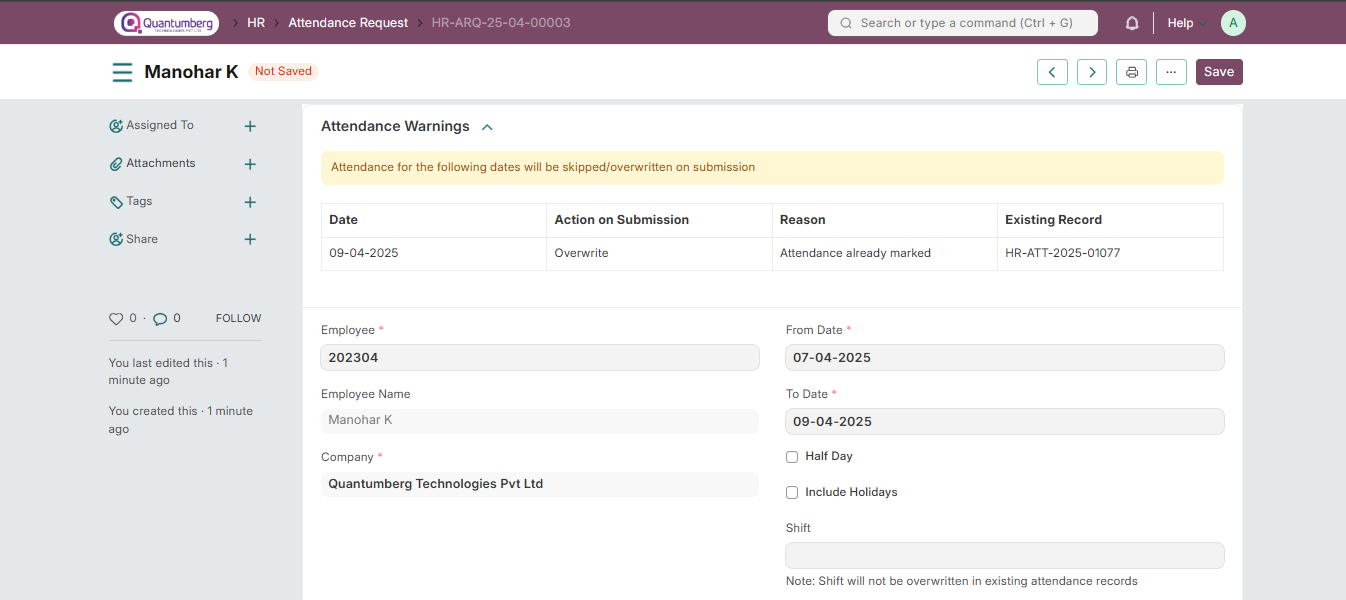 Quantumberg
TECHNOLOGIES PVT LTD
HR
Attendance Request
HR-ARQ-25-04-00003
Search or type a command (Ctrl + G)
Help
A
Manohar K
Not Saved
Save
Assigned To
Attachments
Tags
Share
0 · 0
FOLLOW
You last edited this · 1
minute ago
You created this · 1 minute
ago
Attendance Warnings
Attendance for the following dates will be skipped/overwritten on submission
Date Action on Submission Reason Existing Record
09-04-2025 Overwrite Attendance already marked HR-ATT-2025-01077
Employee *
202304
Employee Name
Manohar K
Company *
Quantumberg Technologies Pvt Ltd
From Date *
07-04-2025
To Date *
09-04-2025
Half Day
Include Holidays
Shift
Note: Shift will not be overwritten in existing attendance records